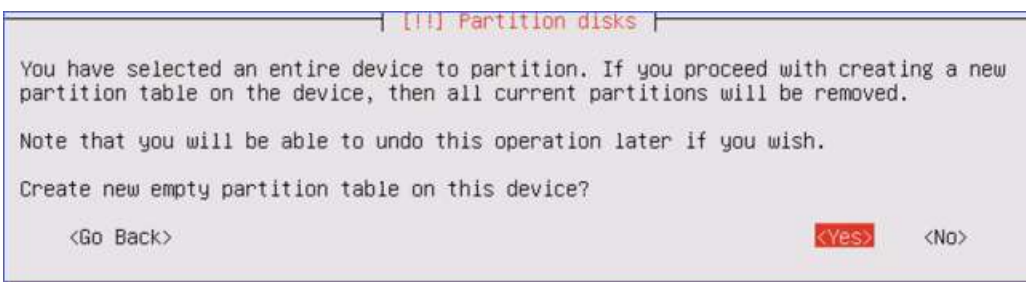 [!!] Partition disks
You have selected an entire device to partition. If you proceed with creating a new
partition table on the device, then all current partitions will be removed.
Note that you will be able to undo this operation later if you wish.
Create new empty partition table on this device?
<Go Back> <Yes> <No>